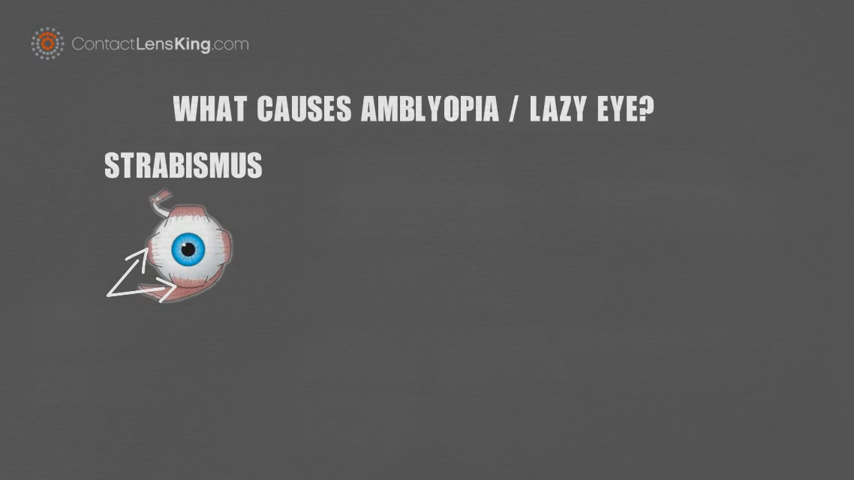 ContactLensKing.com
WHAT CAUSES AMBLYOPIA / LAZY EYE?
STRABISMUS